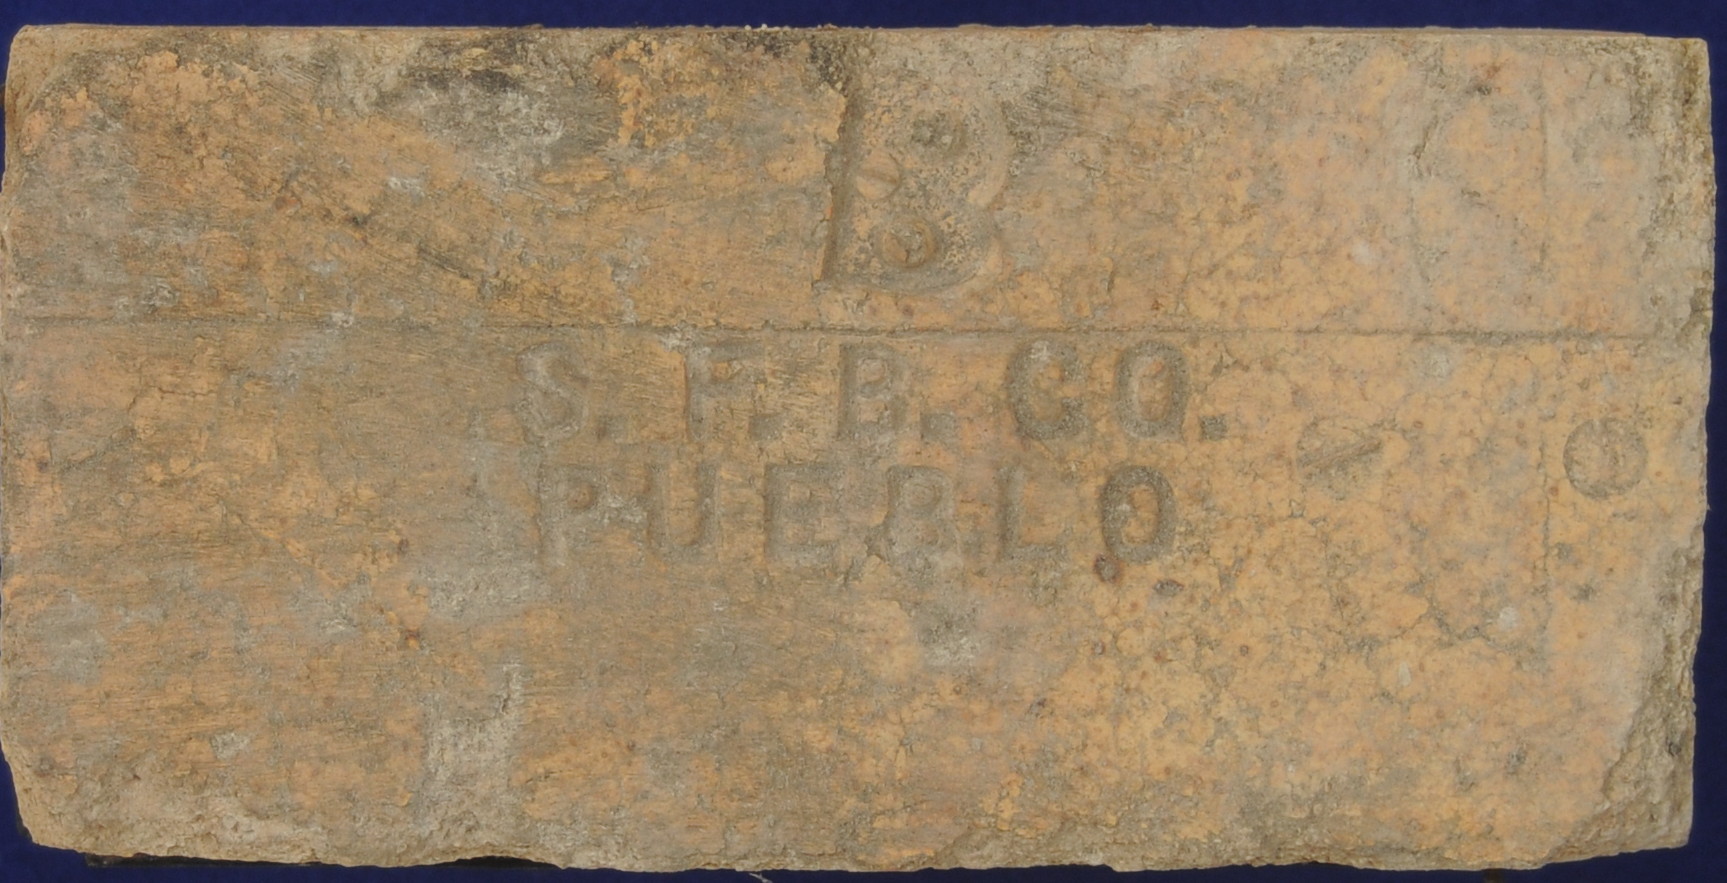 B
S. F. B. CO.
PUEBLO